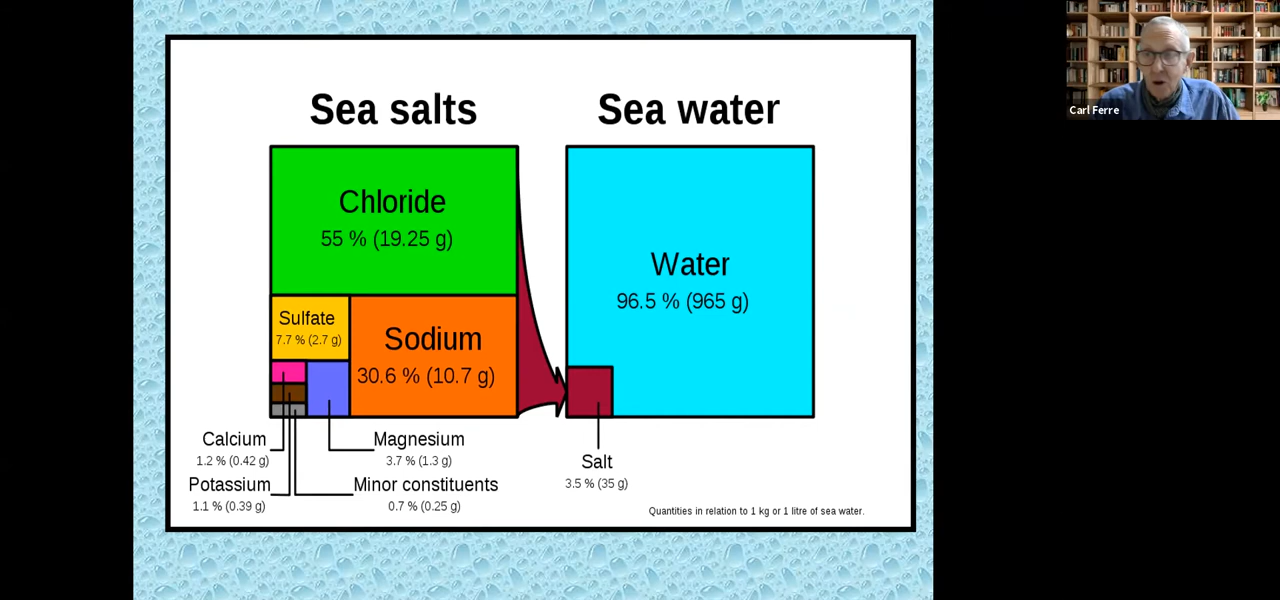 Sea salts
Sea water
Chloride
55 % (19.25 g)
Sulfate
7.7 % (2.7 g)
Sodium
30.6 % (10.7 g)
Water
96.5 % (965 g)
Calcium
1.2 % (0.42 g)
Magnesium
3.7 % (1.3 g)
Potassium
1.1 % (0.39 g)
Minor constituents
0.7 % (0.25 g)
Salt
3.5 % (35 g)
Quantities in relation to 1 kg or 1 litre of sea water.
Carl Ferre